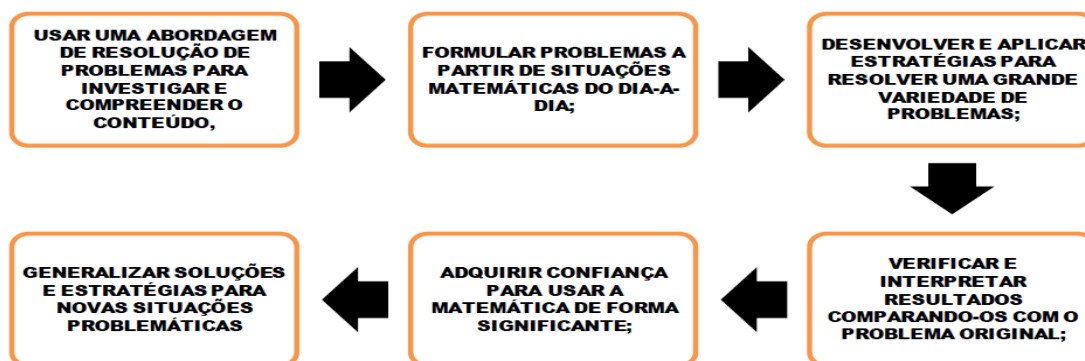 USAR UMA ABORDAGEM
DE RESOLUÇÃO DE
PROBLEMAS PARA
INVESTIGAR E
COMPREENDER O
CONTEÚDO,
FORMULAR PROBLEMAS A
PARTIR DE SITUAÇÕES
MATEMÁTICAS DO DIA-A-
DIA;
DESENVOLVER E APLICAR
ESTRATÉGIAS PARA
RESOLVER UMA GRANDE
VARIEDADE DE
PROBLEMAS;
VERIFICAR E
INTERPRETAR
RESULTADOS
COMPARANDO-OS COM O
PROBLEMA ORIGINAL;
ADQUIRIR CONFIANÇA
PARA USAR A
MATEMÁTICA DE FORMA
SIGNIFICANTE;
GENERALIZAR SOLUÇÕES
E ESTRATÉGIAS PARA
NOVAS SITUAÇÕES
PROBLEMÁTICAS